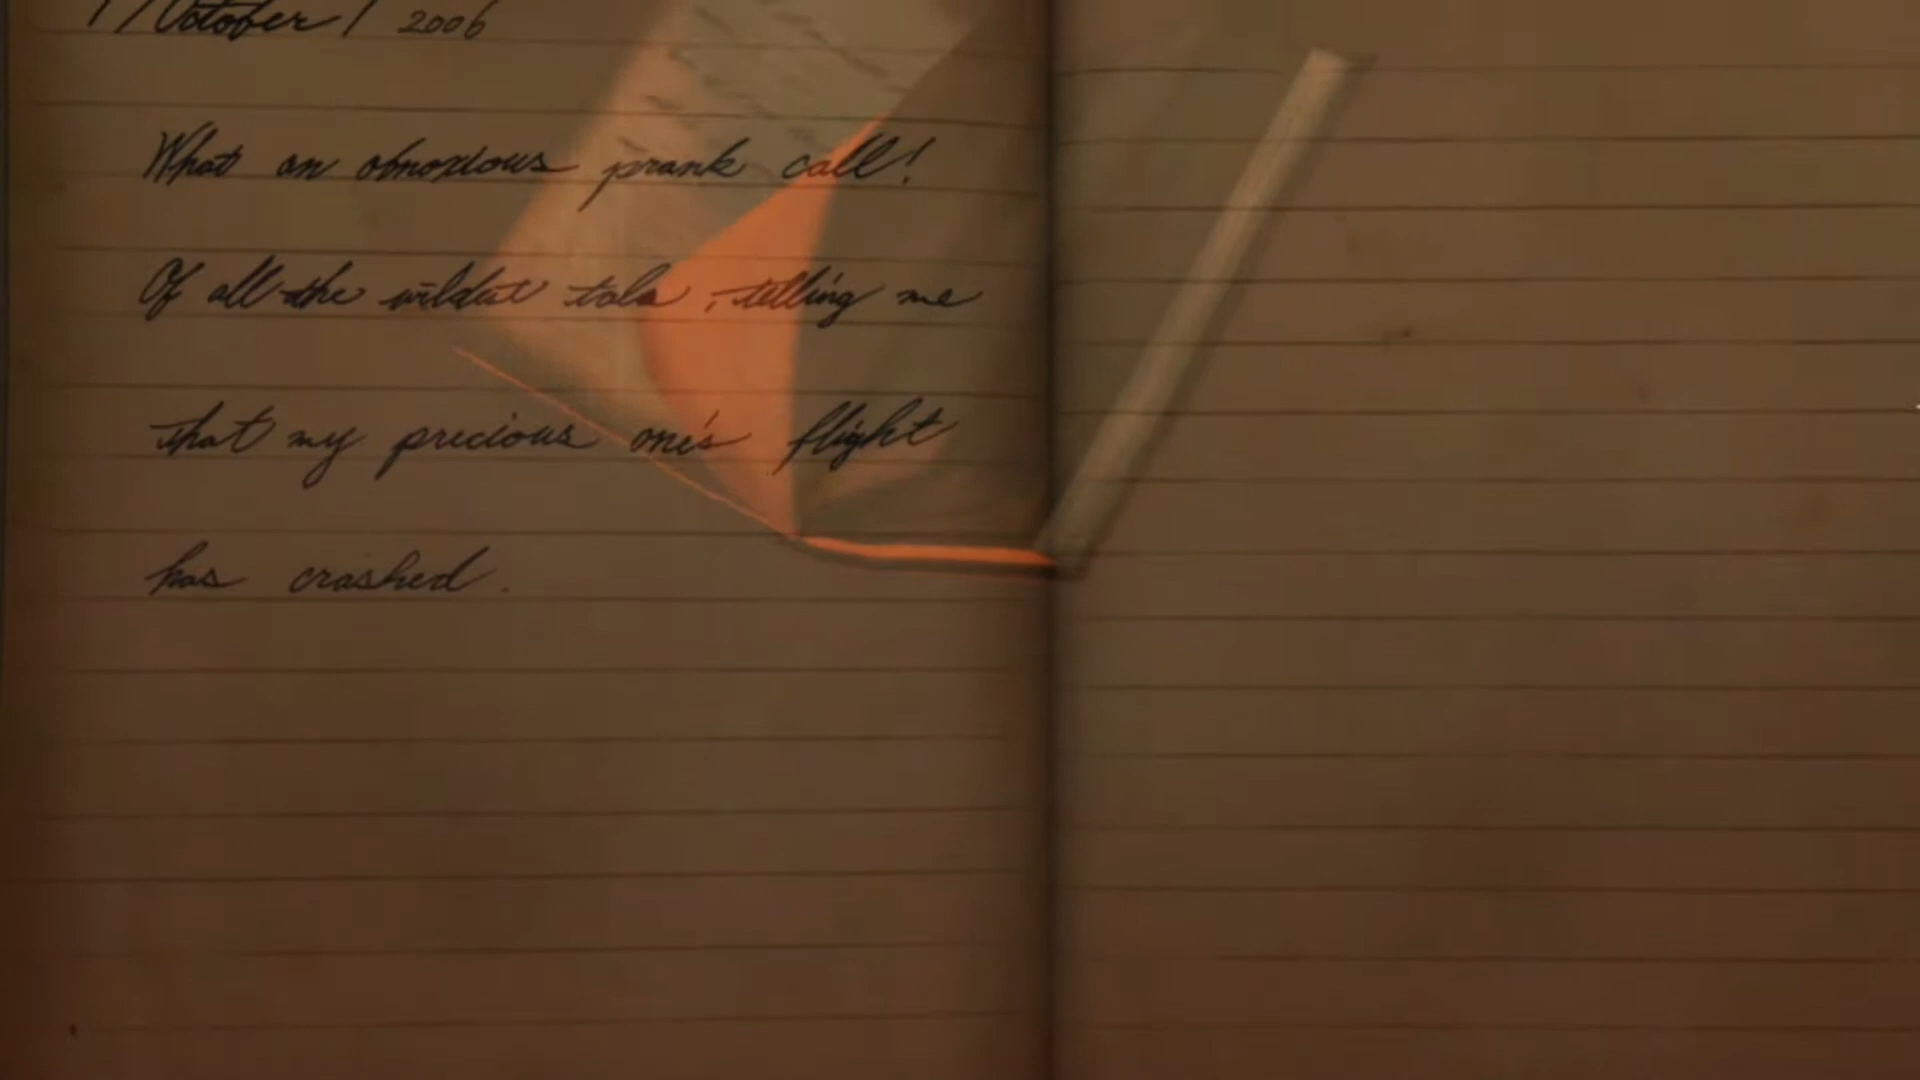 / October / 2006
What an obnoxious prank call!
Of all the wildest tales, telling me
that my precious one's flight
has crashed.